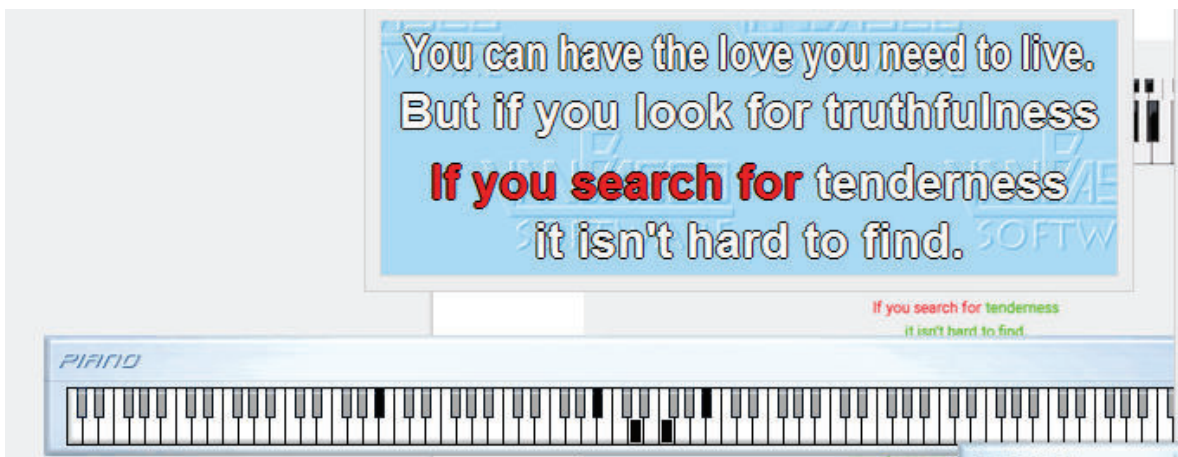 You can have the love you need to live.
But if you look for truthfulness
If you search for tenderness
it isn't hard to find.
If you search for tenderness
it isn't hard to find.
PIANO